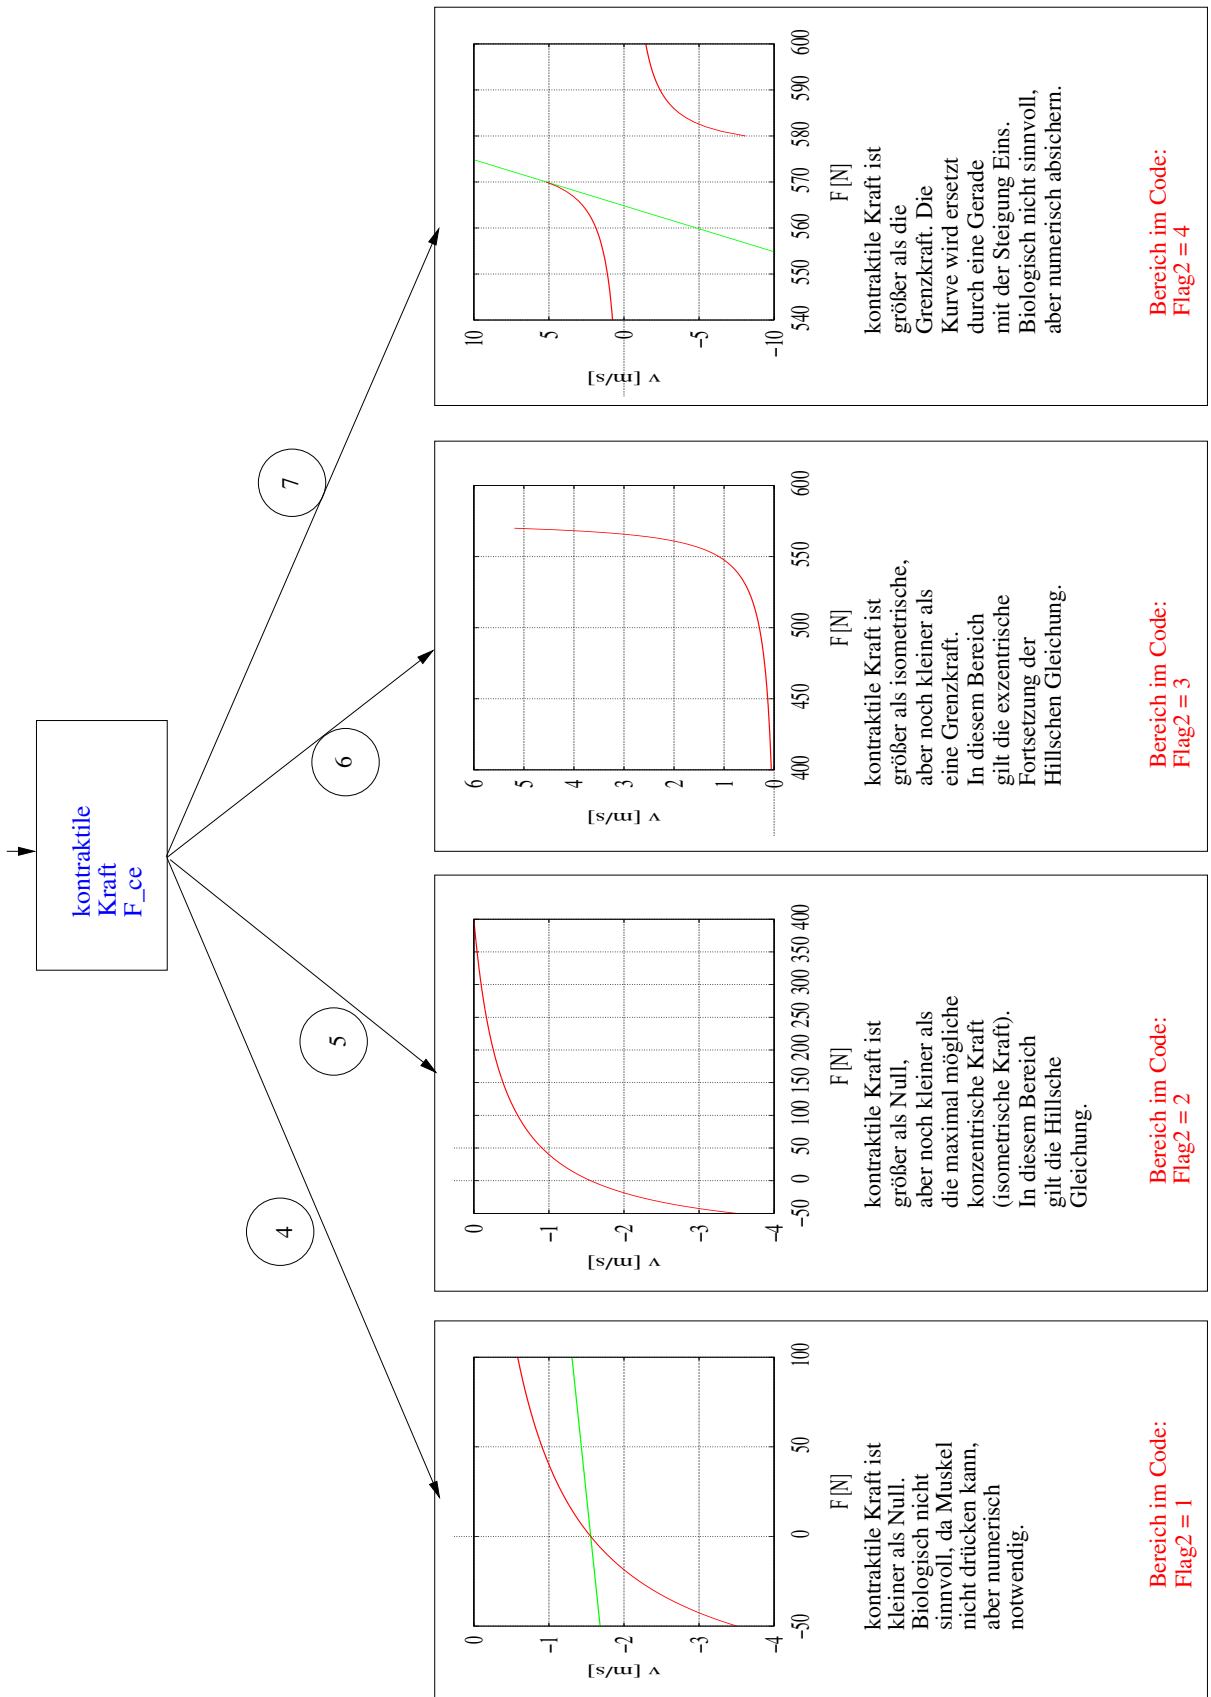 kontraktile
Kraft
F_ce
4
5
6
7
0
−1
−2
−3
−4
v [m/s]
−50
0
50
100
F [N]
kontraktile Kraft ist
kleiner als Null.
Biologisch nicht
sinnvoll, da Muskel
nicht drücken kann,
aber numerisch
notwendig.
Bereich im Code:
Flag2 = 1
0
−1
−2
−3
−4
v [m/s]
−50
0
50
100
150
200
250
300
350
400
F [N]
kontraktile Kraft ist
größer als Null,
aber noch kleiner als
die maximal mögliche
konzentrische Kraft
(isometrische Kraft).
In diesem Bereich
gilt die Hillsche
Gleichung.
Bereich im Code:
Flag2 = 2
6
5
4
3
2
1
0
v [m/s]
400
450
500
550
600
F [N]
kontraktile Kraft ist
größer als isometrische,
aber noch kleiner als
eine Grenzkraft.
In diesem Bereich
gilt die exzentrische
Fortsetzung der
Hillschen Gleichung.
Bereich im Code:
Flag2 = 3
10
5
0
−5
−10
v [m/s]
540
550
560
570
580
590
600
F [N]
kontraktile Kraft ist
größer als die
Grenzkraft. Die
Kurve wird ersetzt
durch eine Gerade
mit der Steigung Eins.
Biologisch nicht sinnvoll,
aber numerisch absichern.
Bereich im Code:
Flag2 = 4